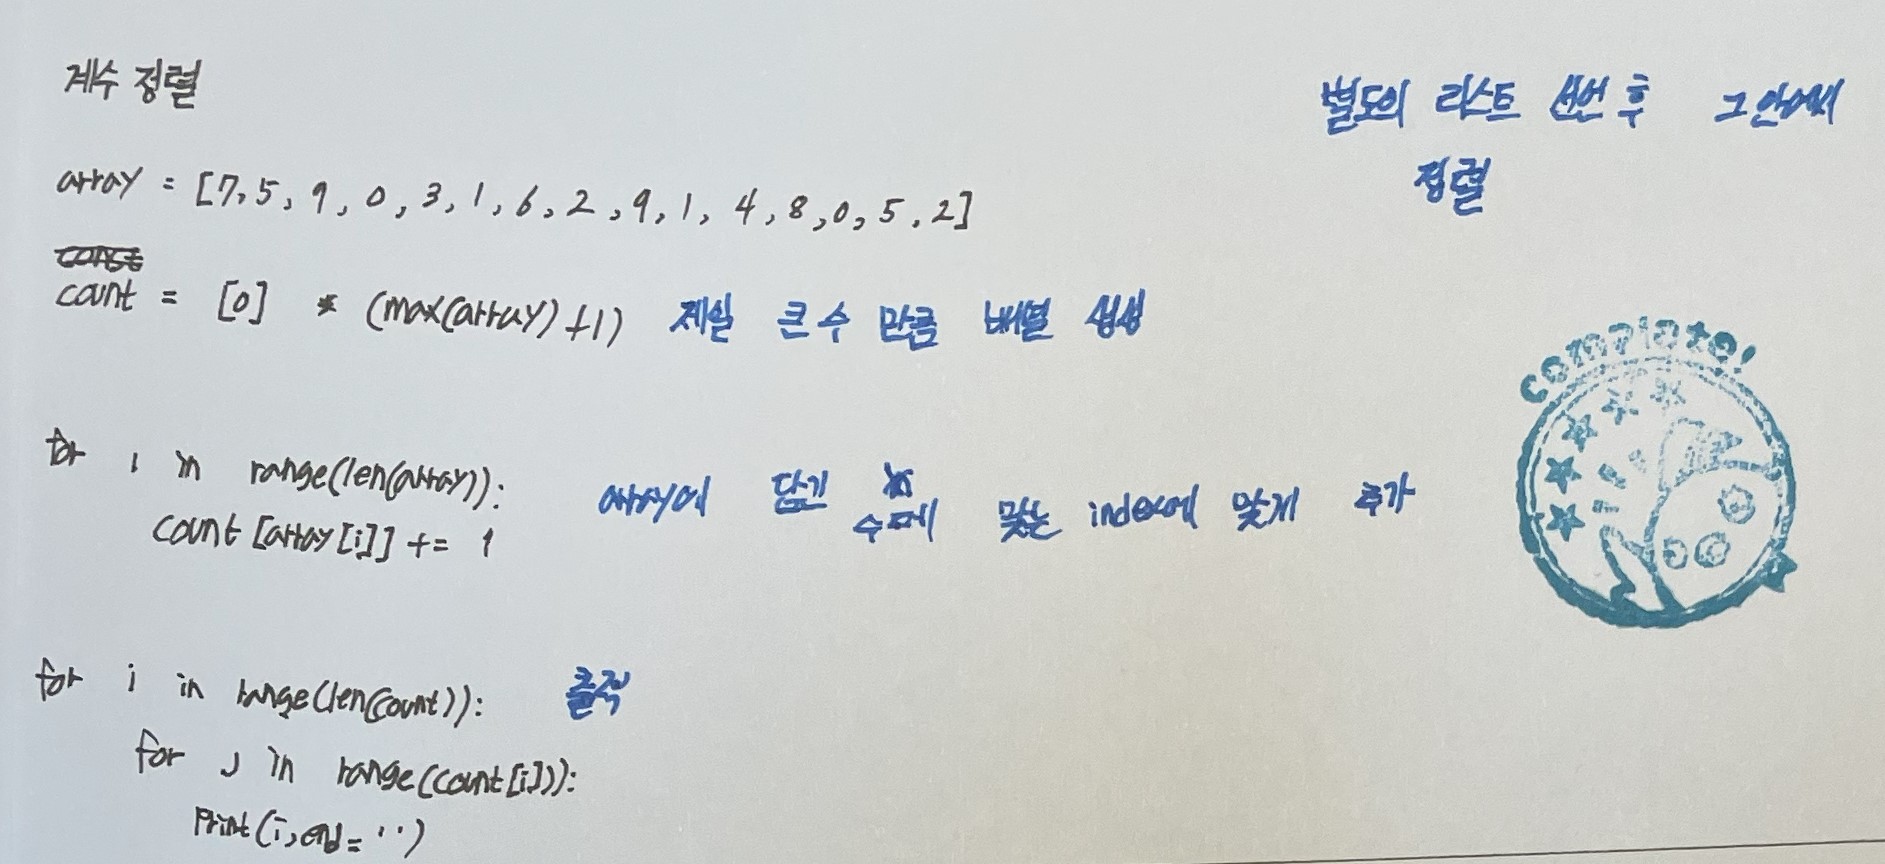 계수 정렬
별도의 리스트 선언 후 그 안에서
정렬
array = [7, 5, 9, 0, 3, 1, 6, 2, 9, 1, 4, 8, 0, 5, 2]
count = [0] * (max(array)+1) 제일 큰 수 만큼 배열 생성
Complete!
for i in range(len(array)): array에 담긴 수에 맞는 index에 맞게 추가
count [array[i]] += 1
for i in range(len(count)): 출력
for j in range(count[i]):
print(i, end=' ')